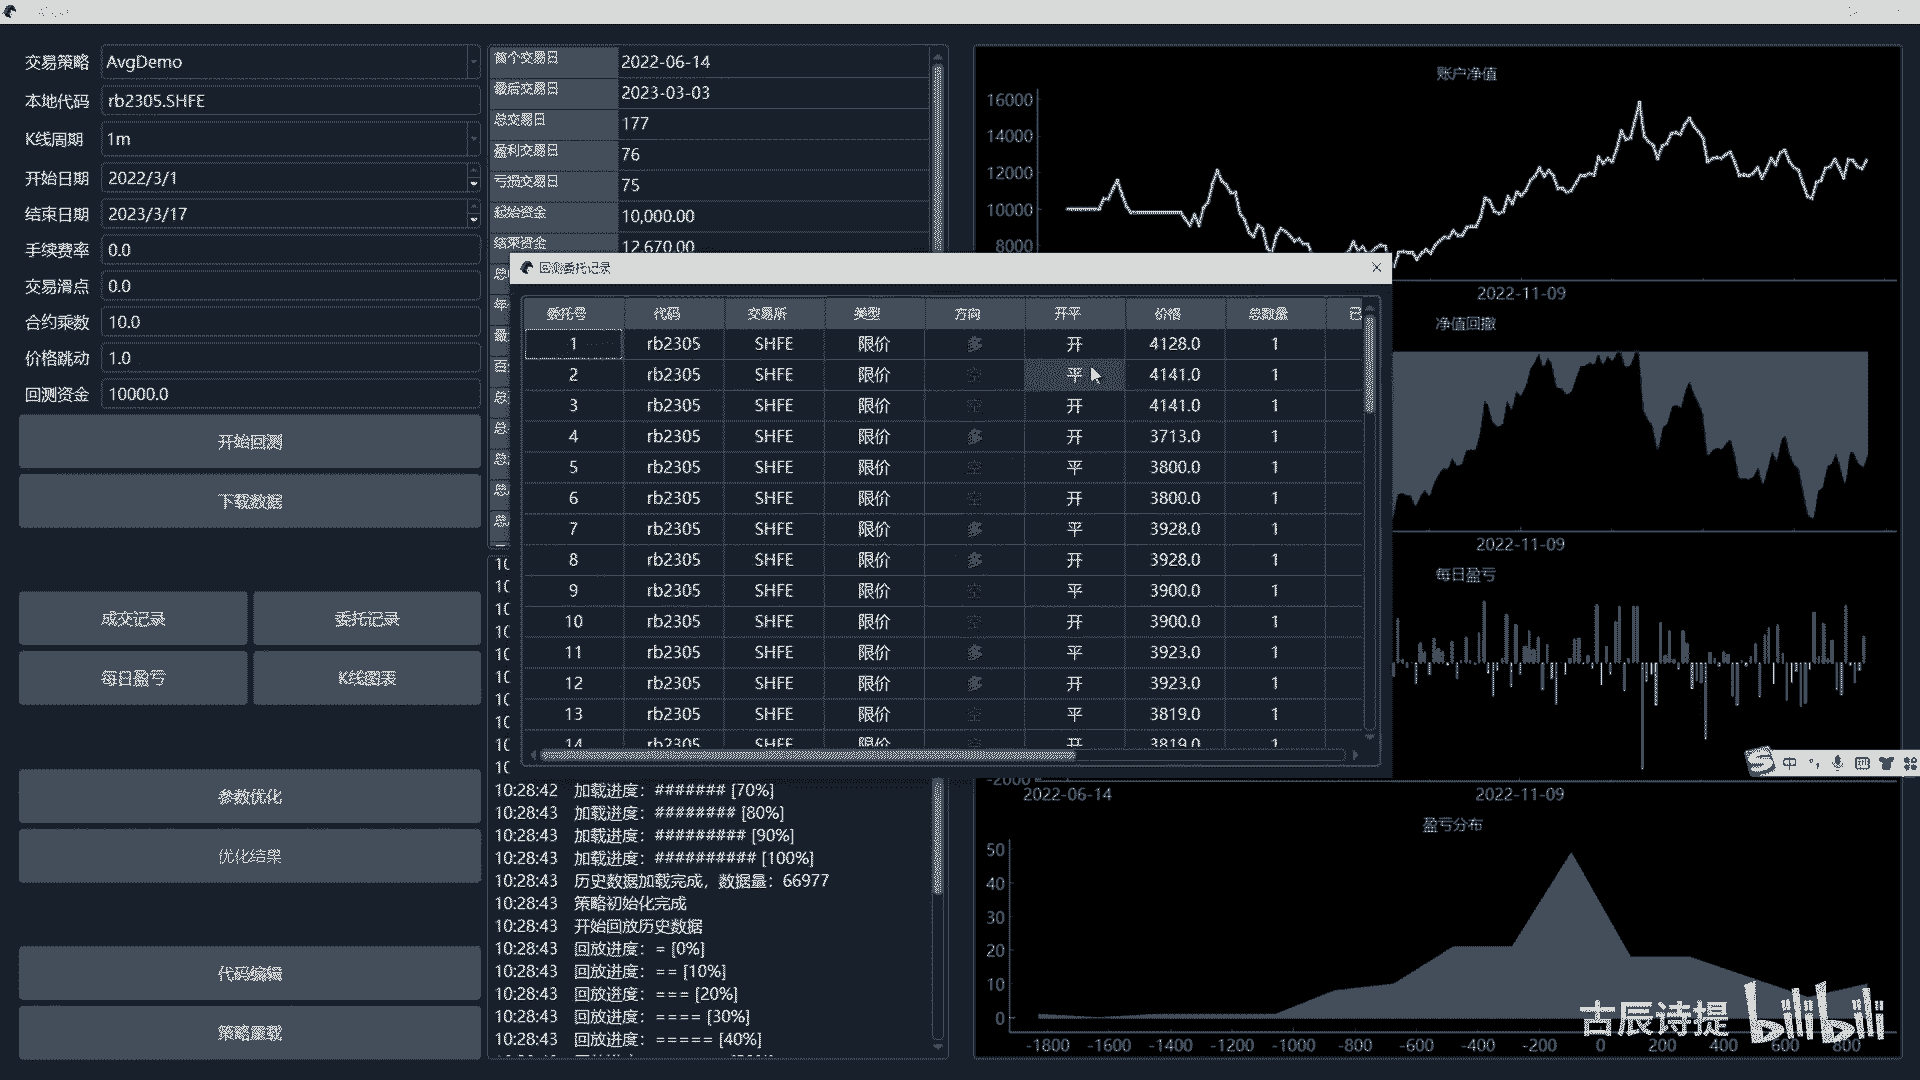 交易策略 AvgDemo
本地代码 rb2305.SHFE
K线周期 1m
开始日期 2022/3/1
结束日期 2023/3/17
手续费率 0.0
交易滑点 0.0
合约乘数 10.0
价格跳动 1.0
回测资金 10000.0
开始回测
下载数据
成交记录 委托记录
每日盈亏 K线图表
参数优化
优化结果
代码编辑
策略重载
首个交易日 2022-06-14
最后交易日 2023-03-03
总交易日 177
盈利交易日 76
亏损交易日 75
起始资金 10,000.00
结束资金 12,670.00
回测委托记录
委托号 代码 交易所 类型 方向 开平 价格 总数量 已
1 rb2305 SHFE 限价 多 开 4128.0 1
2 rb2305 SHFE 限价 空 平 4141.0 1
3 rb2305 SHFE 限价 空 开 4141.0 1
4 rb2305 SHFE 限价 多 开 3713.0 1
5 rb2305 SHFE 限价 空 平 3800.0 1
6 rb2305 SHFE 限价 空 开 3800.0 1
7 rb2305 SHFE 限价 多 平 3928.0 1
8 rb2305 SHFE 限价 多 开 3928.0 1
9 rb2305 SHFE 限价 空 平 3900.0 1
10 rb2305 SHFE 限价 空 开 3900.0 1
11 rb2305 SHFE 限价 多 平 3923.0 1
12 rb2305 SHFE 限价 多 开 3923.0 1
13 rb2305 SHFE 限价 空 平 3819.0 1
14 rb2305 SHFE 限价 空 开 3819.0 1
10:28:42 加载进度：####### [70%]
10:28:43 加载进度：######## [80%]
10:28:43 加载进度：######### [90%]
10:28:43 加载进度：########## [100%]
10:28:43 历史数据加载完成，数据量：66977
10:28:43 策略初始化完成
10:28:43 开始回放历史数据
10:28:43 回放进度：= [0%]
10:28:43 回放进度：== [10%]
10:28:43 回放进度：=== [20%]
10:28:43 回放进度：==== [30%]
10:28:43 回放进度：===== [40%]
账户净值
16000
14000
12000
10000
8000
2022-11-09
净值回撤
2022-11-09
每日盈亏
-2000
2022-06-14 2022-11-09
盈亏分布
50
40
30
20
10
0
-1800 -1600 -1400 -1200 -1000 -800 -600 -400 -200 0 200 400 600 800
中
古辰诗提 bilibili